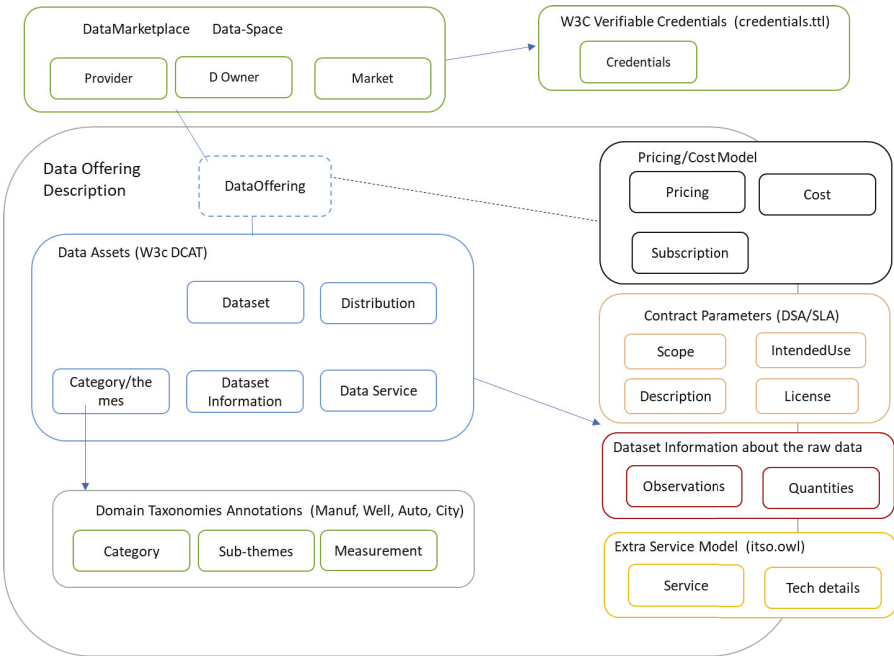 DataMarketplace Data-Space
Provider
D Owner
Market
W3C Verifiable Credentials (credentials.ttl)
Credentials
Data Offering
Description
DataOffering
Pricing/Cost Model
Pricing
Cost
Subscription
Data Assets (W3c DCAT)
Dataset
Distribution
Category/the
mes
Dataset
Information
Data Service
Contract Parameters (DSA/SLA)
Scope
IntendedUse
Description
License
Dataset Information about the raw data
Observations
Quantities
Domain Taxonomies Annotations (Manuf, Well, Auto, City)
Category
Sub-themes
Measurement
Extra Service Model (itso.owl)
Service
Tech details